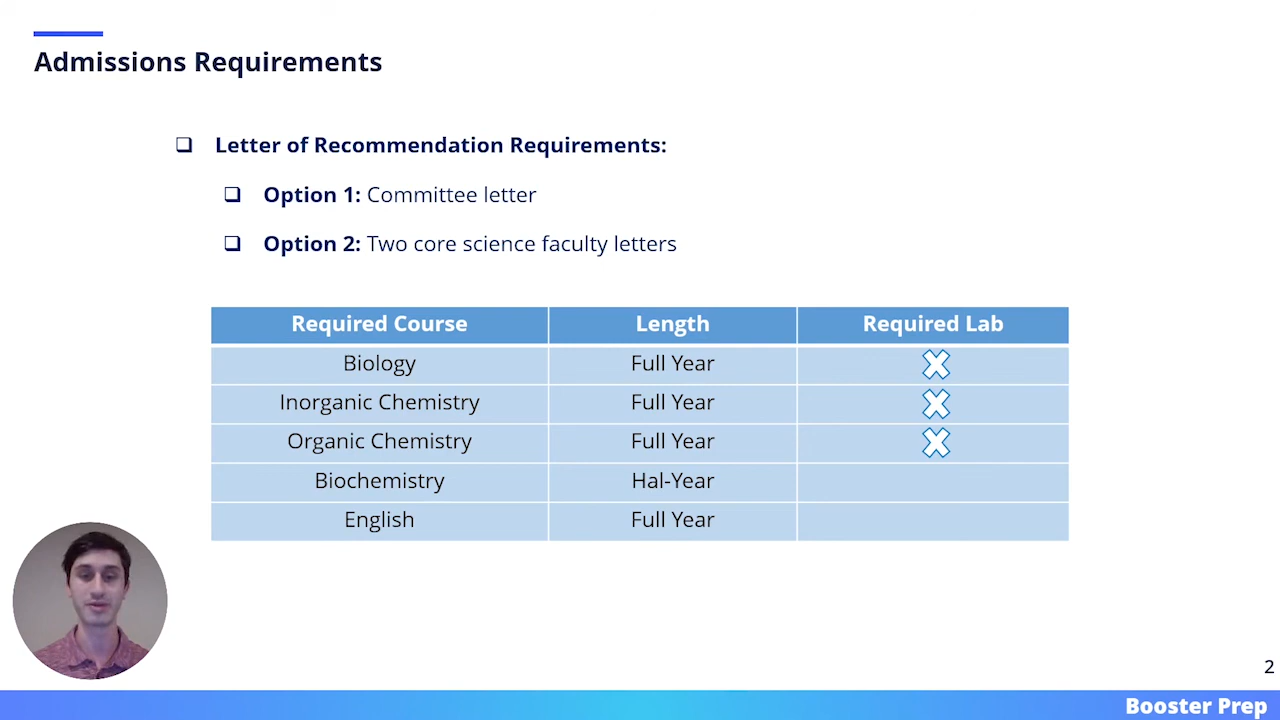 Admissions Requirements
Letter of Recommendation Requirements:
Option 1: Committee letter
Option 2: Two core science faculty letters
Required Course Length Required Lab
Biology Full Year
Inorganic Chemistry Full Year
Organic Chemistry Full Year
Biochemistry Hal-Year
English Full Year
2
Booster Prep